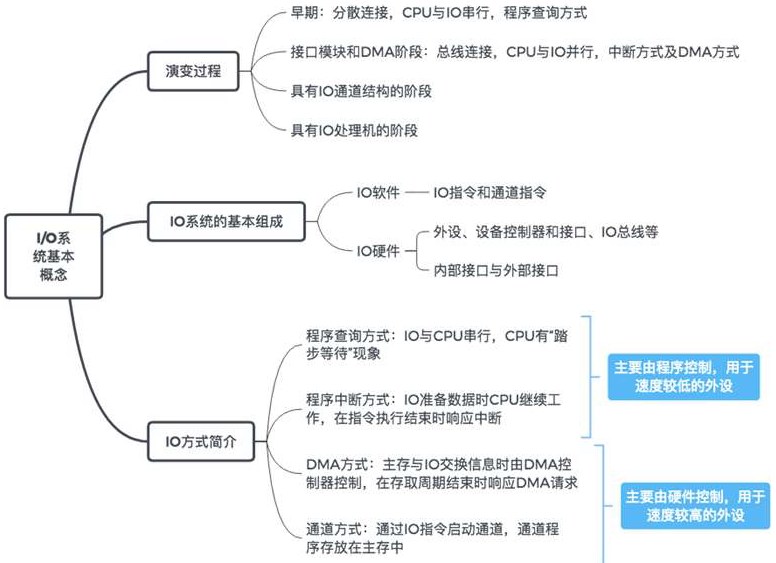 早期：分散连接，CPU与IO串行，程序查询方式
接口模块和DMA阶段：总线连接，CPU与IO并行，中断方式及DMA方式
演变过程
具有IO通道结构的阶段
具有IO处理机的阶段
IO软件
IO指令和通道指令
IO系统的基本组成
外设、设备控制器和接口、IO总线等
IO硬件
内部接口与外部接口
I/O系
统基本
概念
程序查询方式：IO与CPU串行，CPU有“踏
步等待”现象
主要由程序控制，用于
速度较低的外设
程序中断方式：IO准备数据时CPU继续工
作，在指令执行结束时响应中断
IO方式简介
DMA方式：主存与IO交换信息时由DMA控
制器控制，在存取周期结束时响应DMA请求
主要由硬件控制，用于
速度较高的外设
通道方式：通过IO指令启动通道，通道程
序存放在主存中